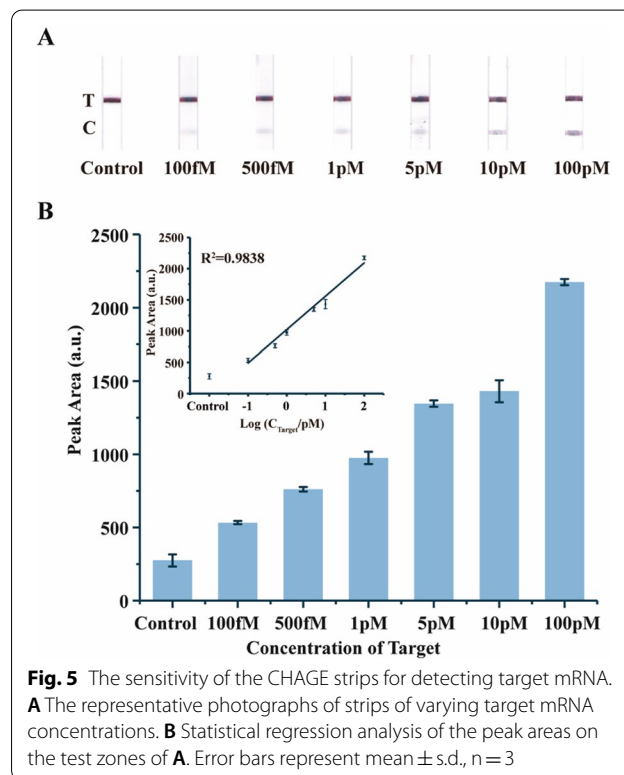 A
T
C
Control 100fM 500fM 1pM 5pM 10pM 100pM
B
2500
2000
1500
1000
500
0
Peak Area (a.u.)
2500
2000
1500
1000
500
0
Peak Area (a.u.)
R²=0.9838
Control -1 0 1 2
Log (C_Target/pM)
Control 100fM 500fM 1pM 5pM 10pM 100pM
Concentration of Target
Fig. 5 The sensitivity of the CHAGE strips for detecting target mRNA.
A The representative photographs of strips of varying target mRNA
concentrations. B Statistical regression analysis of the peak areas on
the test zones of A. Error bars represent mean ± s.d., n = 3